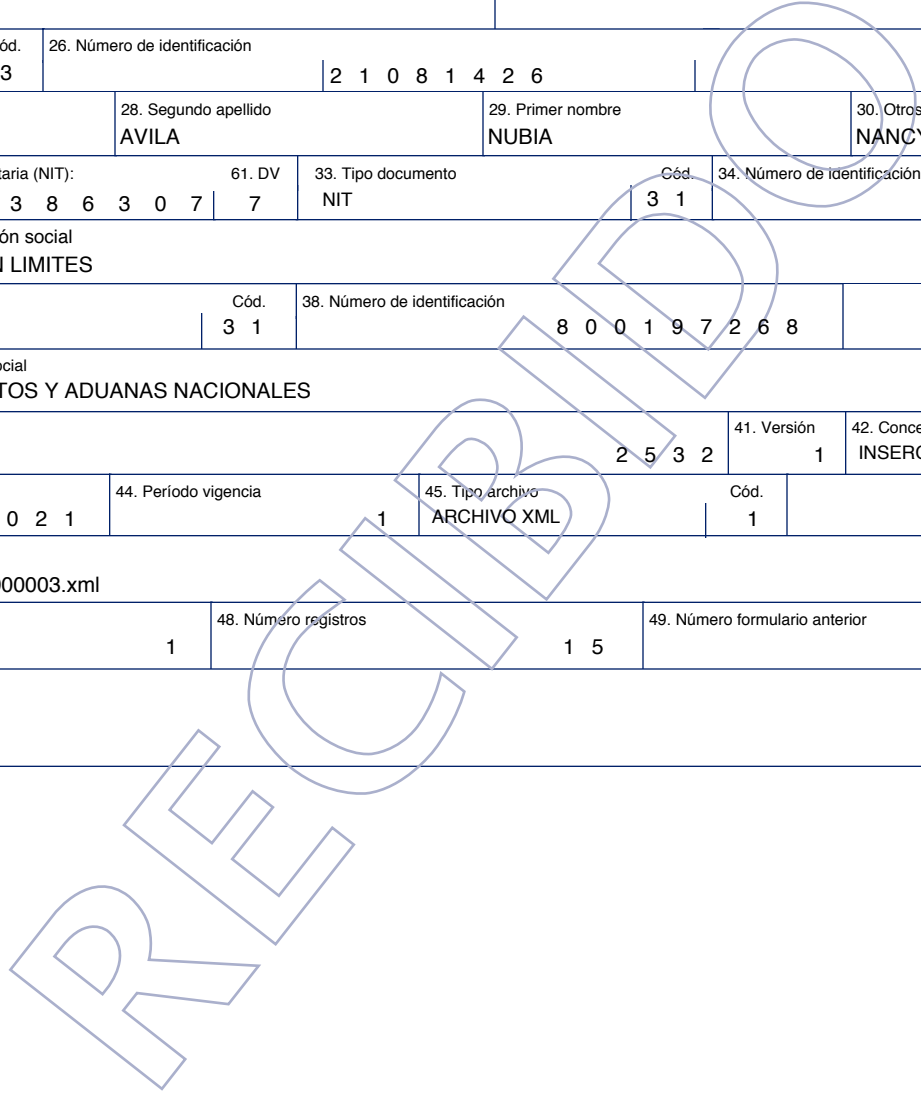 ód. 26. Número de identificación
3 2 1 0 8 1 4 2 6
28. Segundo apellido 29. Primer nombre 30. Otros
AVILA NUBIA NANCY
taria (NIT): 61. DV 33. Tipo documento Cód. 34. Número de identificación
3 8 6 3 0 7 7 NIT 3 1
ón social
N LIMITES
Cód. 38. Número de identificación
3 1 8 0 0 1 9 7 2 6 8
ocial
TOS Y ADUANAS NACIONALES
41. Versión 42. Conce
2 5 3 2 1 INSERC
44. Período vigencia 45. Tipo archivo Cód.
0 2 1 1 ARCHIVO XML 1
000003.xml
48. Número registros 49. Número formulario anterior
1 1 5
RECIBIDO